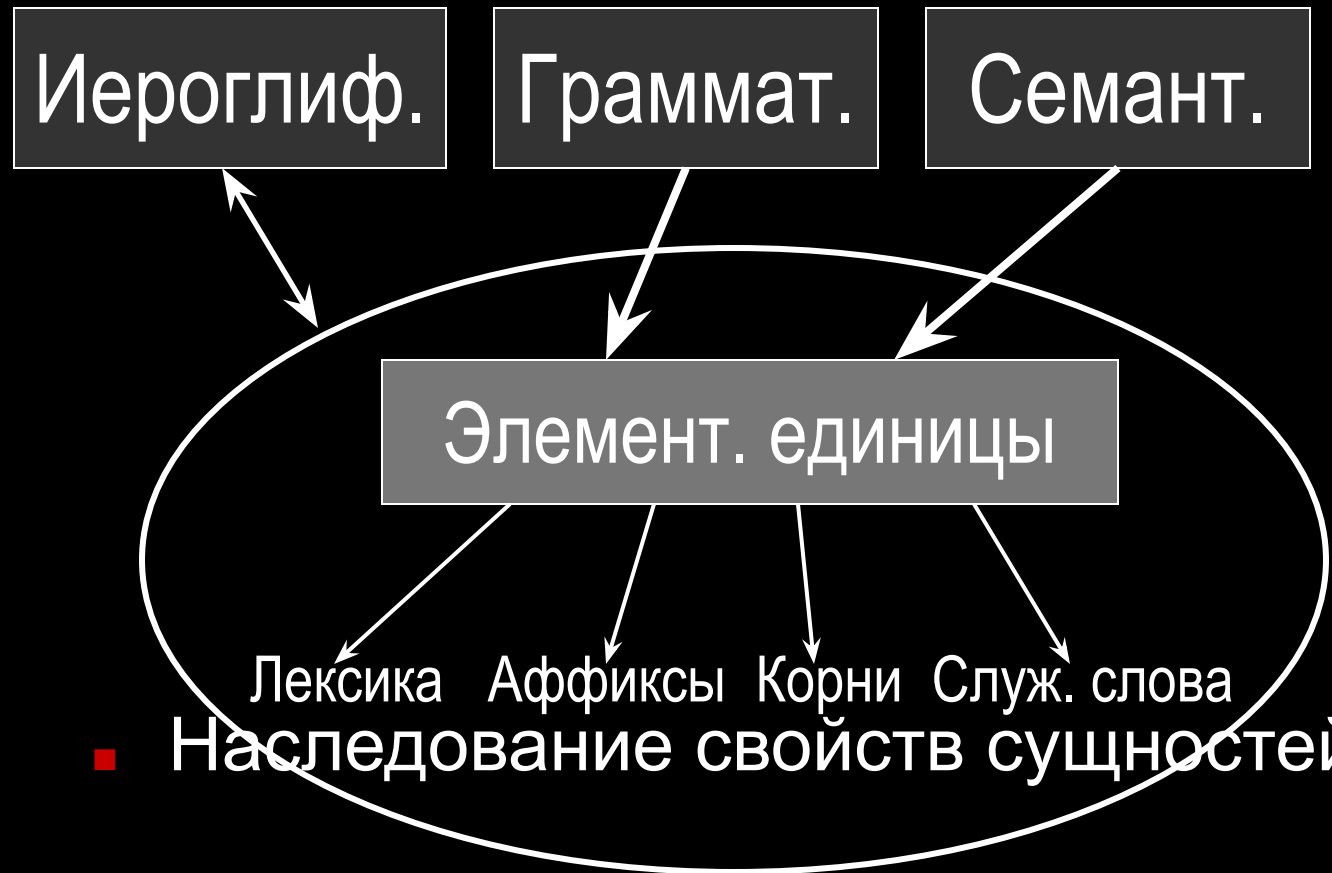 Иероглиф. Граммат. Семант.
Элемент. единицы
Лексика Аффиксы Корни Служ. слова
Наследование свойств сущностей